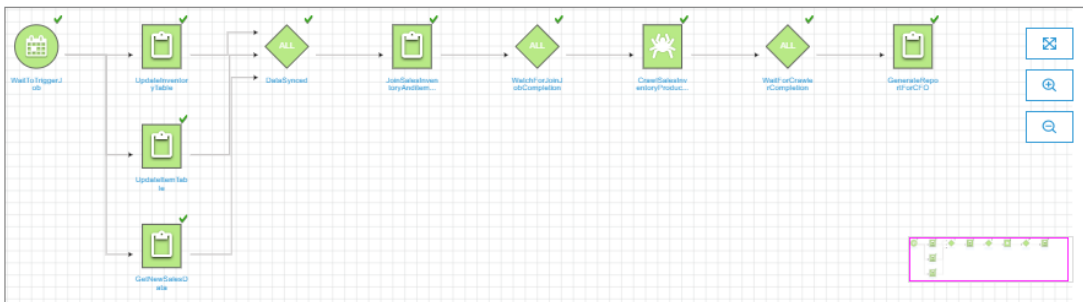 ALL
ALL
ALL
WaitToTriggerJ
ob
UpdateInventor
yTable
DataSynced
JoinSalesInven
toryAndItem...
WatchForJoinJ
obCompletion
CrawlSalesInv
entoryProduc...
WaitForCrawle
rCompletion
GenerateRepo
rtForCFO
UpdateItemTab
le
GetNewSalesD
ata